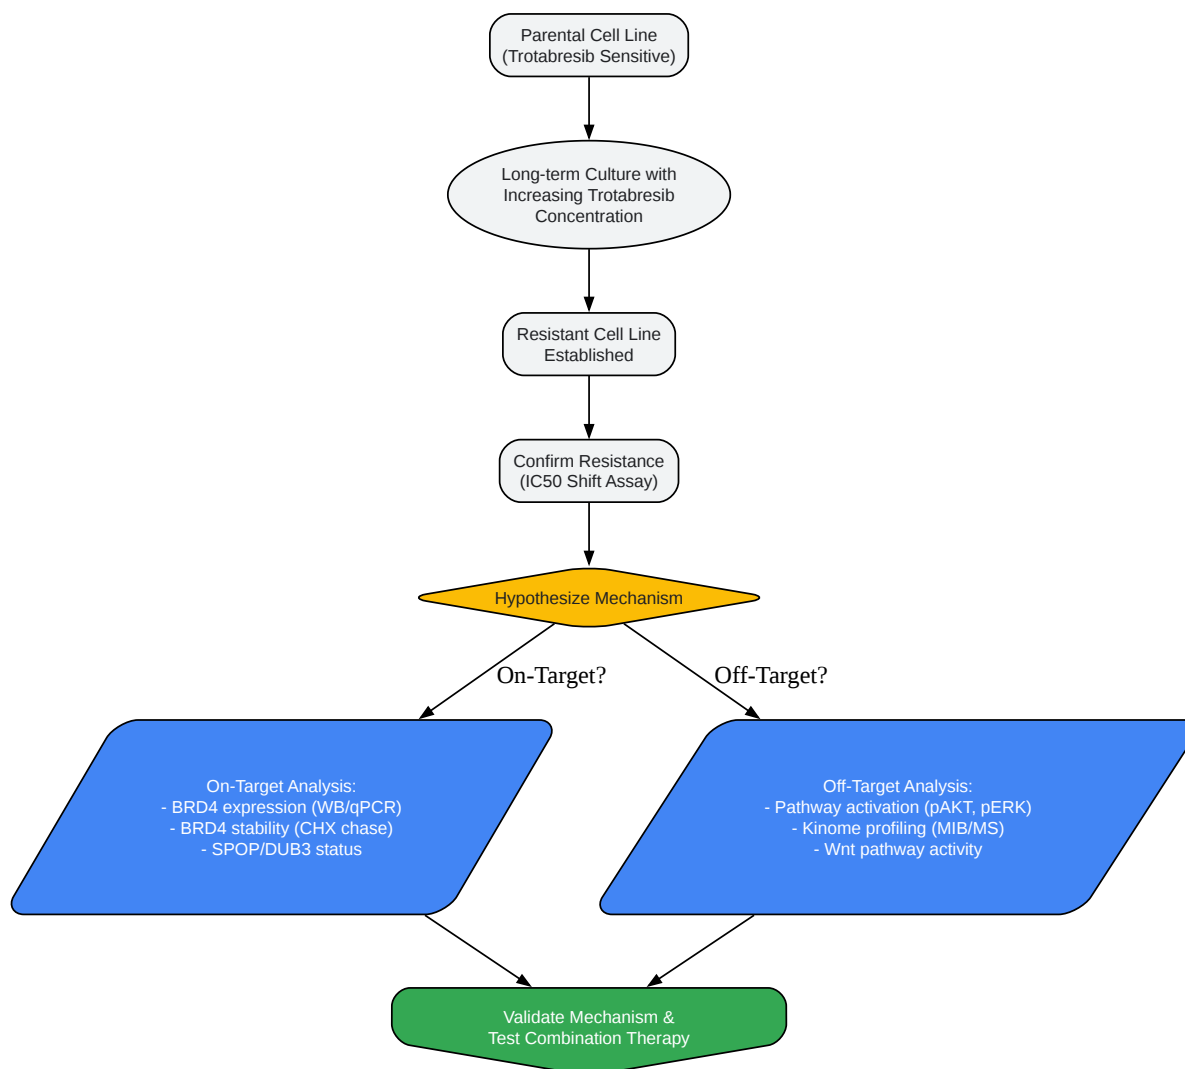 Parental Cell Line
(Trotabresib Sensitive)
Long-term Culture with
Increasing Trotabresib
Concentration
Resistant Cell Line
Established
Confirm Resistance
(IC50 Shift Assay)
Hypothesize Mechanism
On-Target?
Off-Target?
On-Target Analysis:
- BRD4 expression (WB/qPCR)
- BRD4 stability (CHX chase)
- SPOP/DUB3 status
Off-Target Analysis:
- Pathway activation (pAKT, pERK)
- Kinome profiling (MIB/MS)
- Wnt pathway activity
Validate Mechanism &
Test Combination Therapy